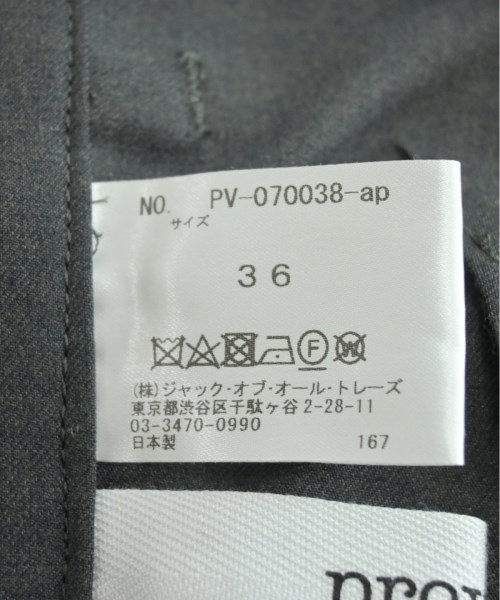 NO. PV-070038-ap
サイズ
36
F W
(株)ジャック・オブ・オール・トレーズ
東京都渋谷区千駄ヶ谷2-28-11
03-3470-0990
日本製 167